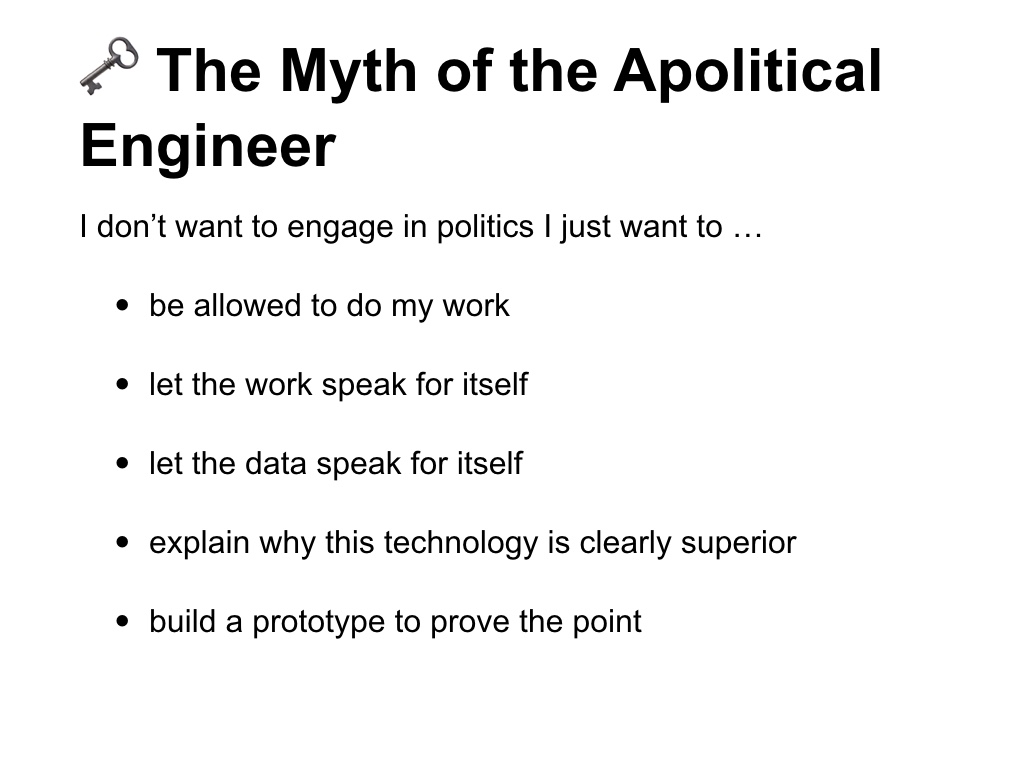 🗝 The Myth of the Apolitical
Engineer
I don’t want to engage in politics I just want to …
• be allowed to do my work
• let the work speak for itself
• let the data speak for itself
• explain why this technology is clearly superior
• build a prototype to prove the point